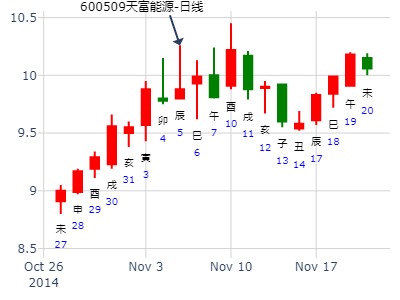 600509天富能源-日线
10.5
10
9.5
9
8.5
未
27
申
28
酉
29
戌
30
亥
31
寅
3
卯
4
辰
5
巳
6
午
7
酉
10
戌
11
亥
12
子
13
丑
14
辰
17
巳
18
午
19
未
20
Oct 26
2014
Nov 3
Nov 10
Nov 17